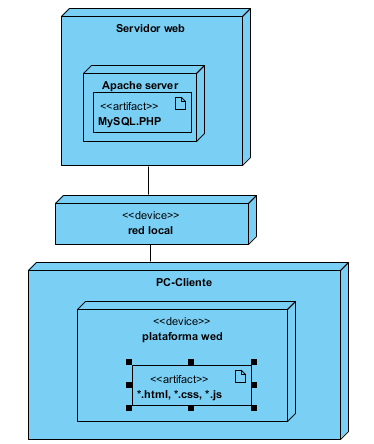 Servidor web
Apache server
<<artifact>>
MySQL.PHP
<<device>>
red local
PC-Cliente
<<device>>
plataforma wed
<<artifact>>
*.html, *.css, *.js